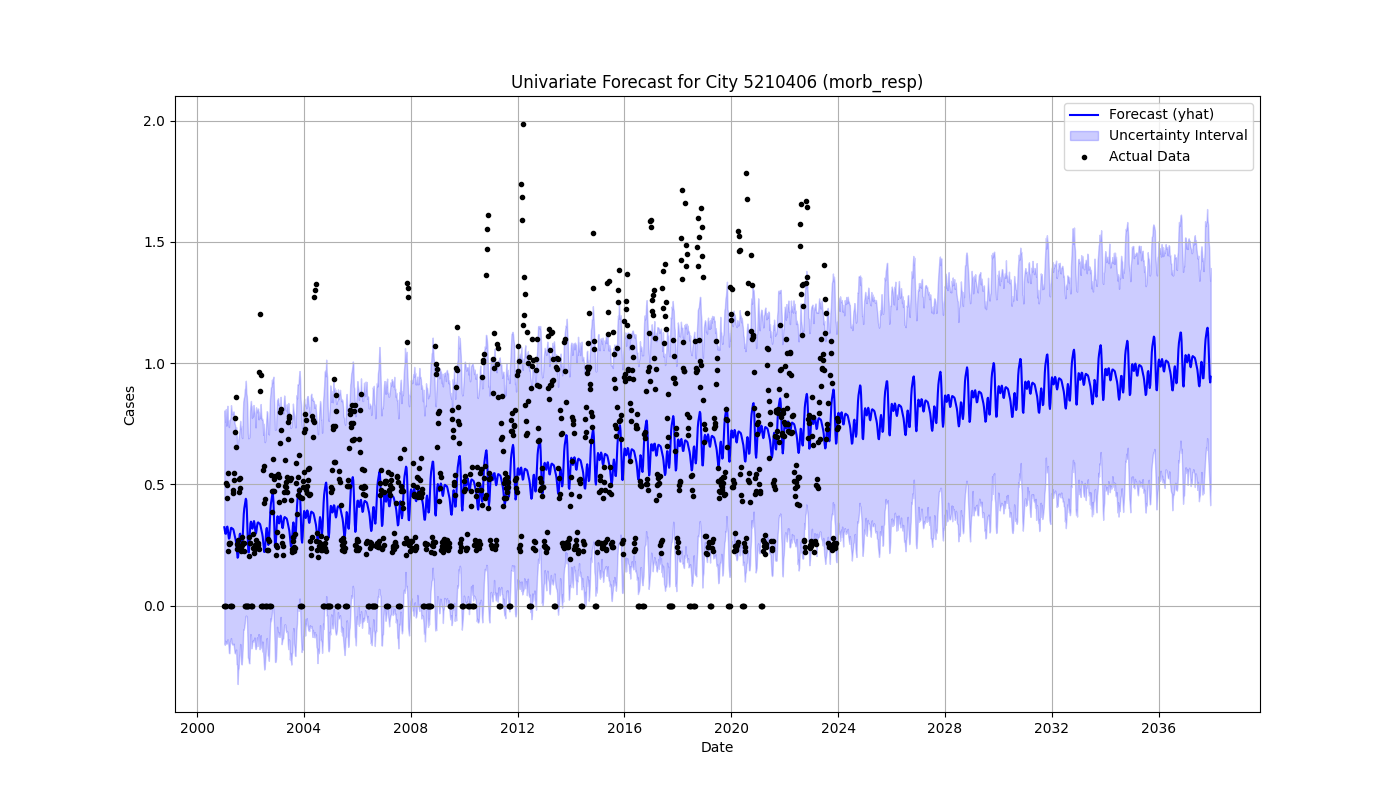 Univariate Forecast for City 5210406 (morb_resp)
Forecast (yhat)
Uncertainty Interval
Actual Data
Cases
2.0
1.5
1.0
0.5
0.0
2000 2004 2008 2012 2016 2020 2024 2028 2032 2036
Date